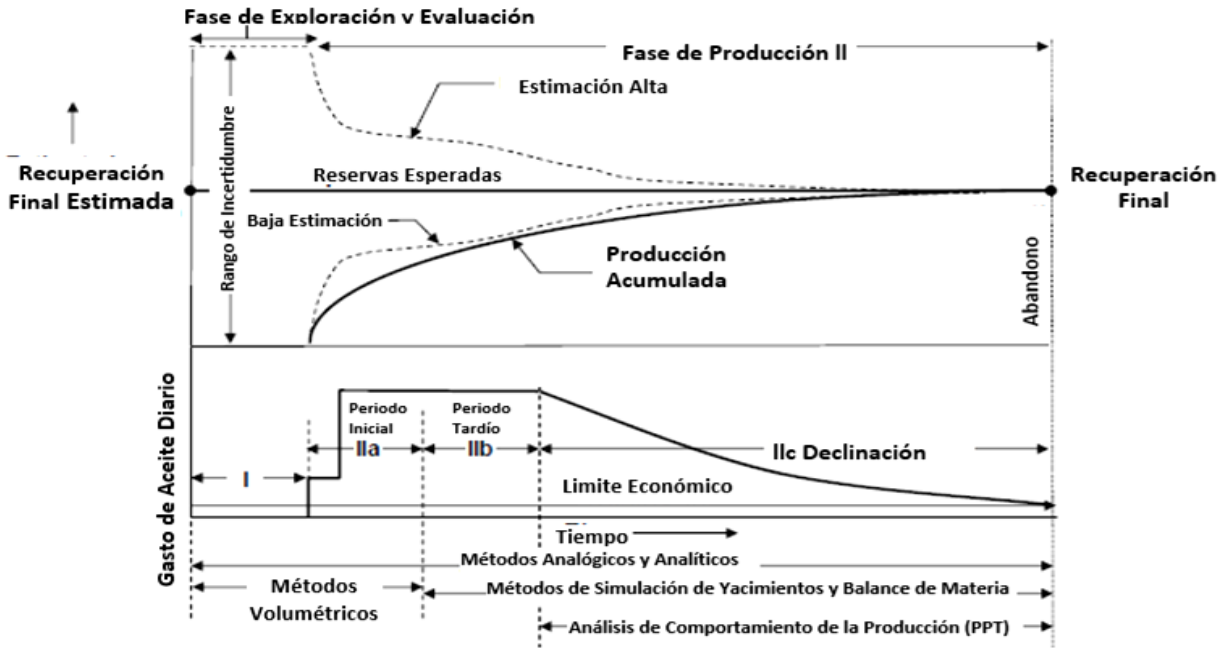 Fase de Exploración y Evaluación
I
Fase de Producción II
Estimación Alta
Rango de Incertidumbre
Recuperación
Final Estimada
Reservas Esperadas
Recuperación
Final
Baja Estimación
Producción
Acumulada
Abandono
Gasto de Aceite Diario
Periodo
Inicial
IIa
Periodo
Tardío
IIb
IIc Declinación
I
Limite Económico
Tiempo
Métodos Analógicos y Analíticos
Métodos
Volumétricos
Métodos de Simulación de Yacimientos y Balance de Materia
Análisis de Comportamiento de la Producción (PPT)